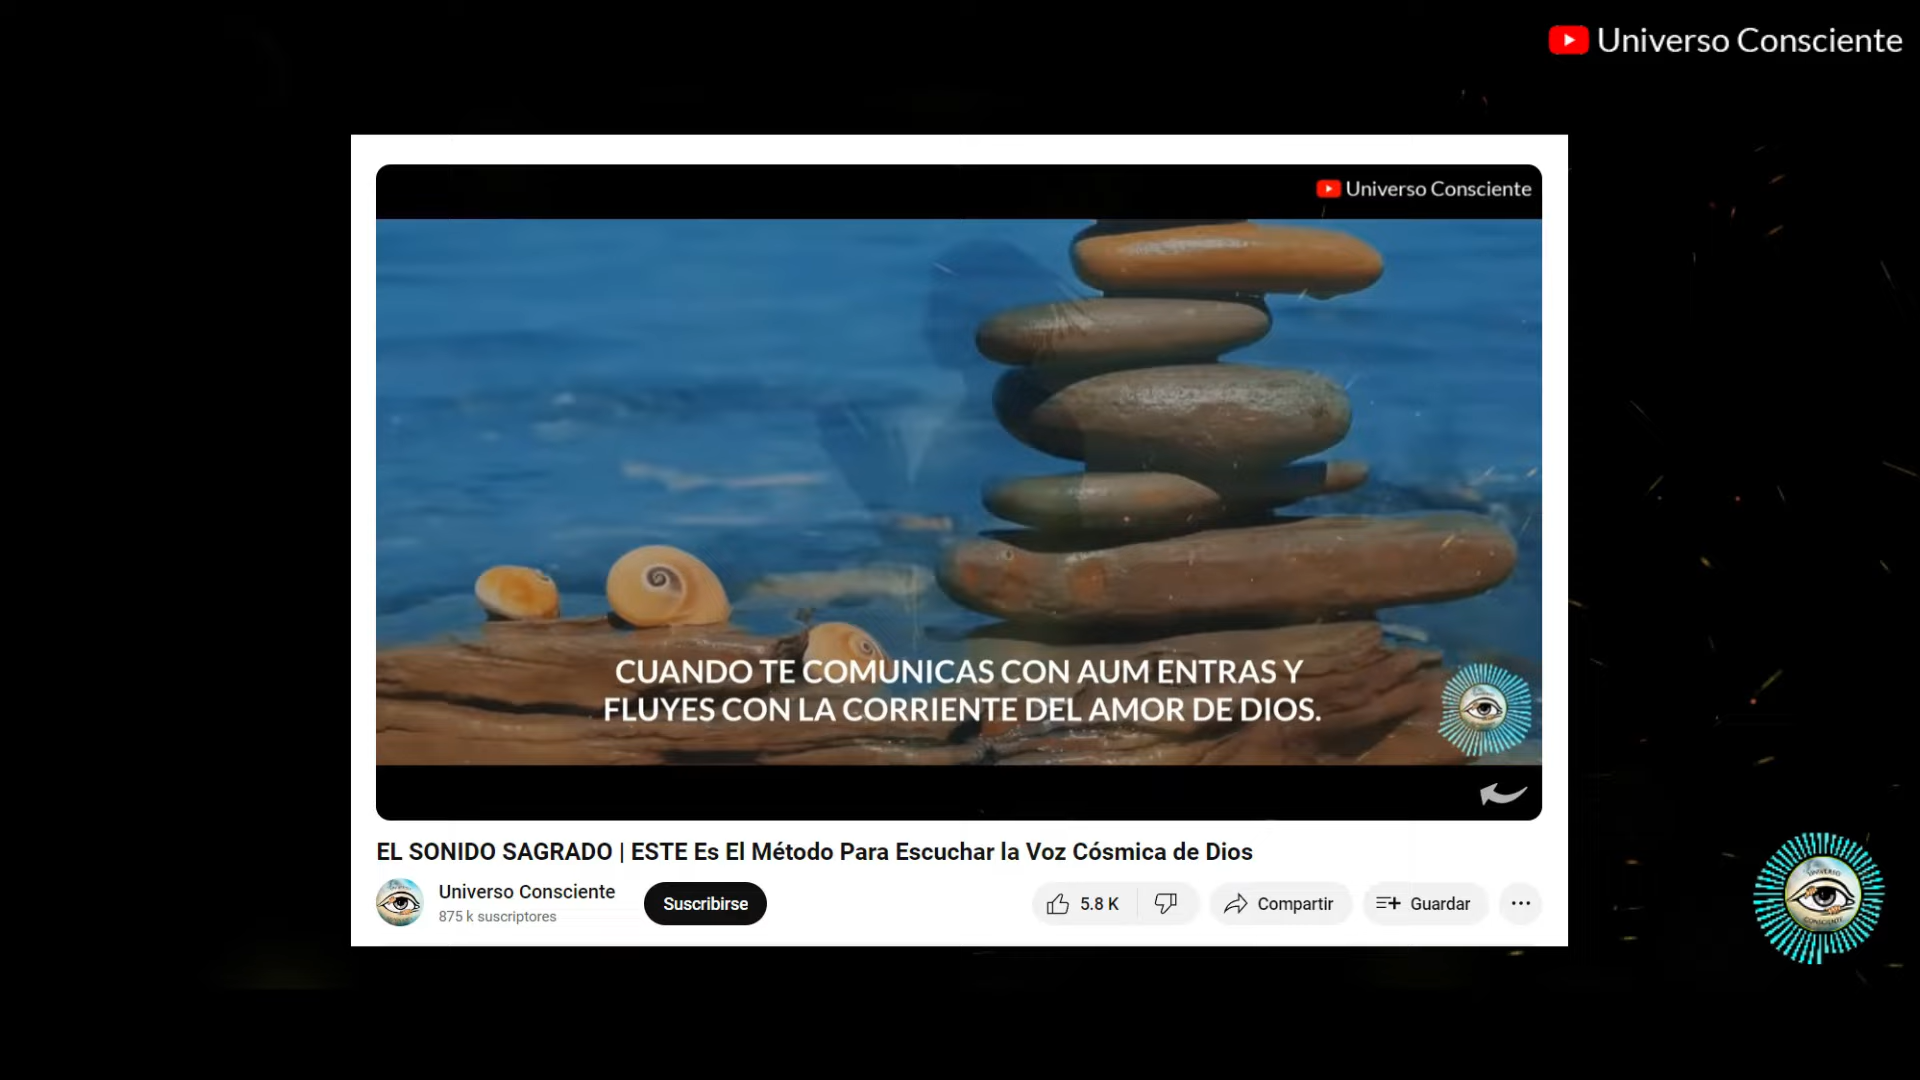 Universo Consciente
Universo Consciente
CUANDO TE COMUNICAS CON AUM ENTRAS Y
FLUYES CON LA CORRIENTE DEL AMOR DE DIOS.
EL SONIDO SAGRADO | ESTE Es El Método Para Escuchar la Voz Cósmica de Dios
Universo Consciente
875 k suscriptores
Suscribirse
5.8 K
Compartir
Guardar
UNIVERSO
CONSCIENTE